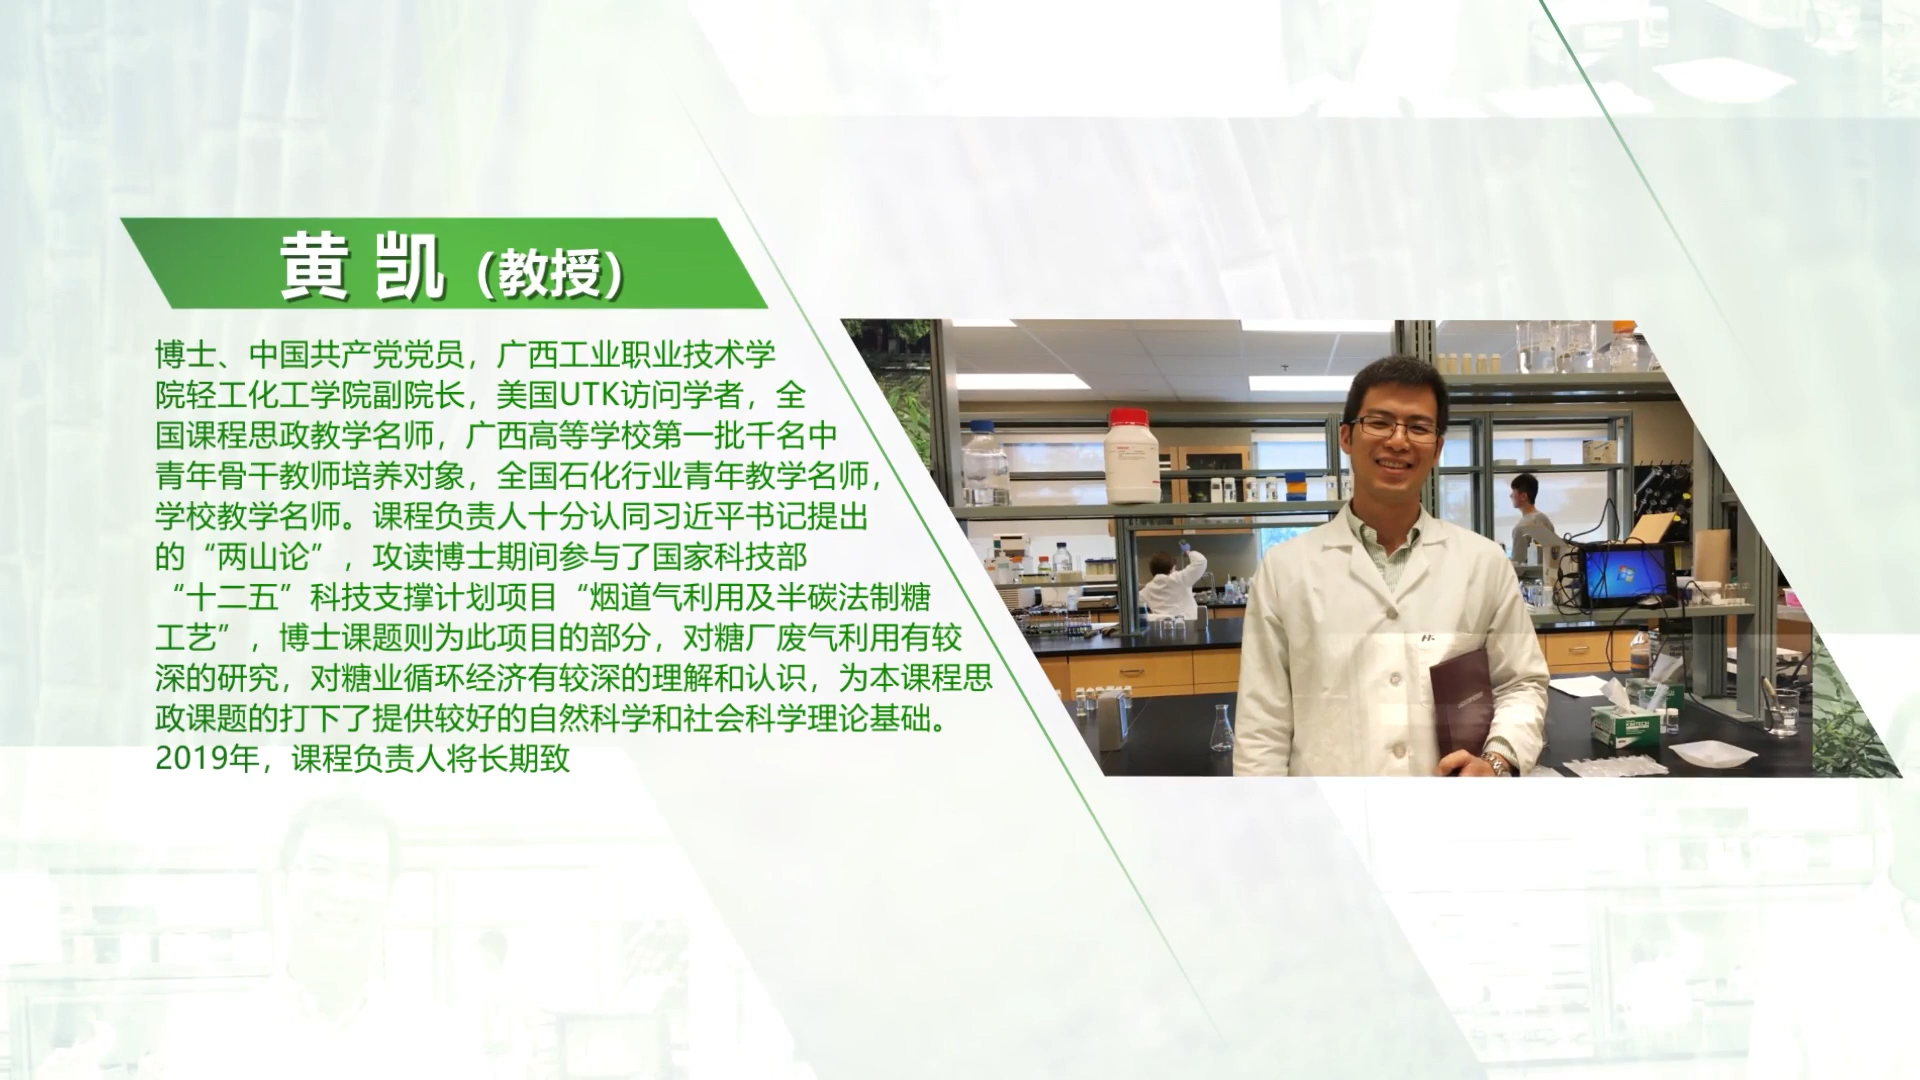 黄 凯（教授）
博士、中国共产党党员，广西工业职业技术学
院轻工化工学院副院长，美国UTK访问学者，全
国课程思政教学名师，广西高等学校第一批千名中
青年骨干教师培养对象，全国石化行业青年教学名师，
学校教学名师。课程负责人十分认同习近平书记提出
的“两山论”，攻读博士期间参与了国家科技部
“十二五”科技支撑计划项目“烟道气利用及半碳法制糖
工艺”，博士课题则为此项目的部分，对糖厂废气利用有较
深的研究，对糖业循环经济有较深的理解和认识，为本课程思
政课题的打下了提供较好的自然科学和社会科学理论基础。
2019年，课程负责人将长期致